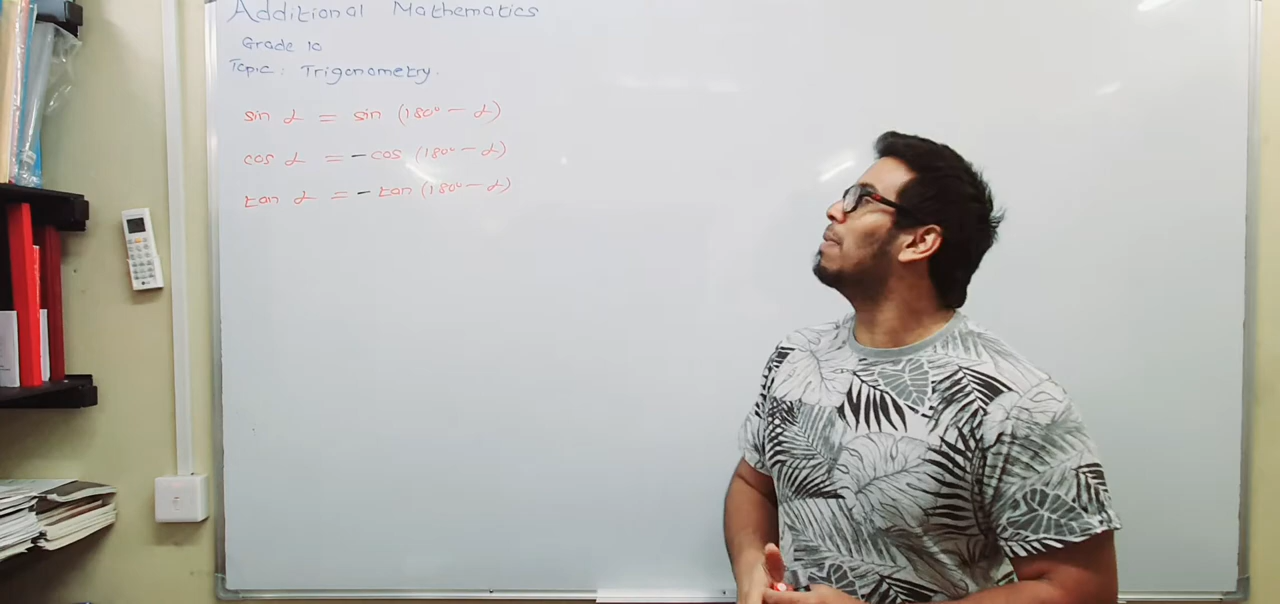 Additional Mathematics
Grade 10
Topic: Trigonometry.
sin α = sin (180° − α)
cos α = − cos (180° − α)
tan α = − tan (180° − α)